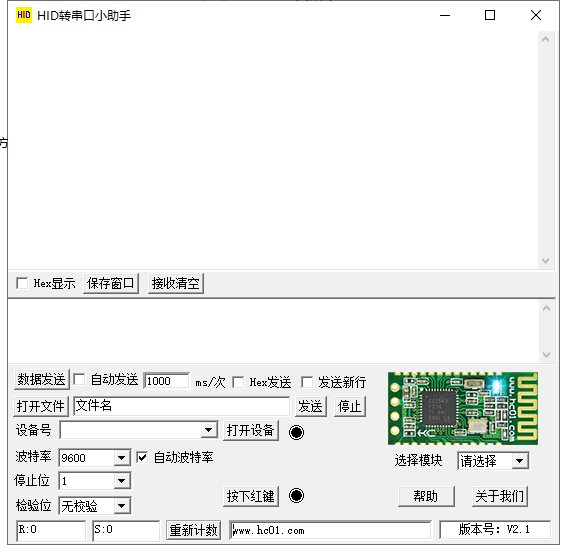 HID HID转串口小助手
方
Hex显示 保存窗口 接收清空
数据发送 自动发送 1000 ms/次 Hex发送 发送新行
打开文件 文件名 发送 停止
设备号 打开设备
www.hc01.com
波特率 9600 自动波特率 选择模块 请选择
停止位 1
检验位 无校验 按下红键 帮助 关于我们
R:0 S:0 重新计数 www.hc01.com 版本号：V2.1